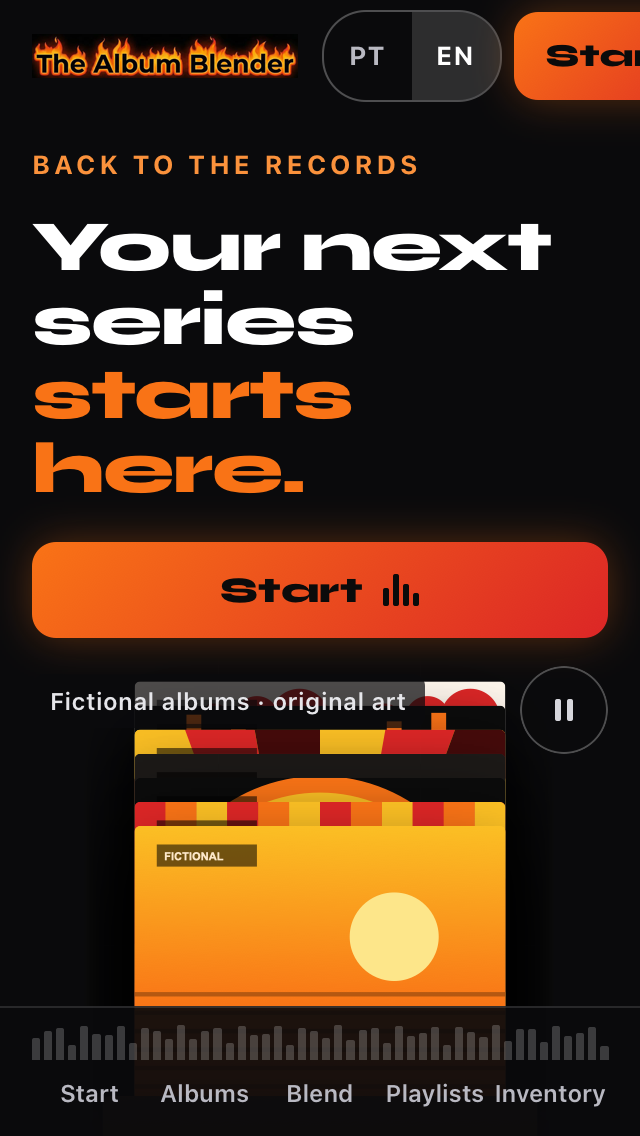 The Album Blender
PT
EN
BACK TO THE RECORDS
Your next
series
starts
here.
Start
Fictional albums · original art
FICTIONAL
Start
Albums
Blend
Playlists
Inventory